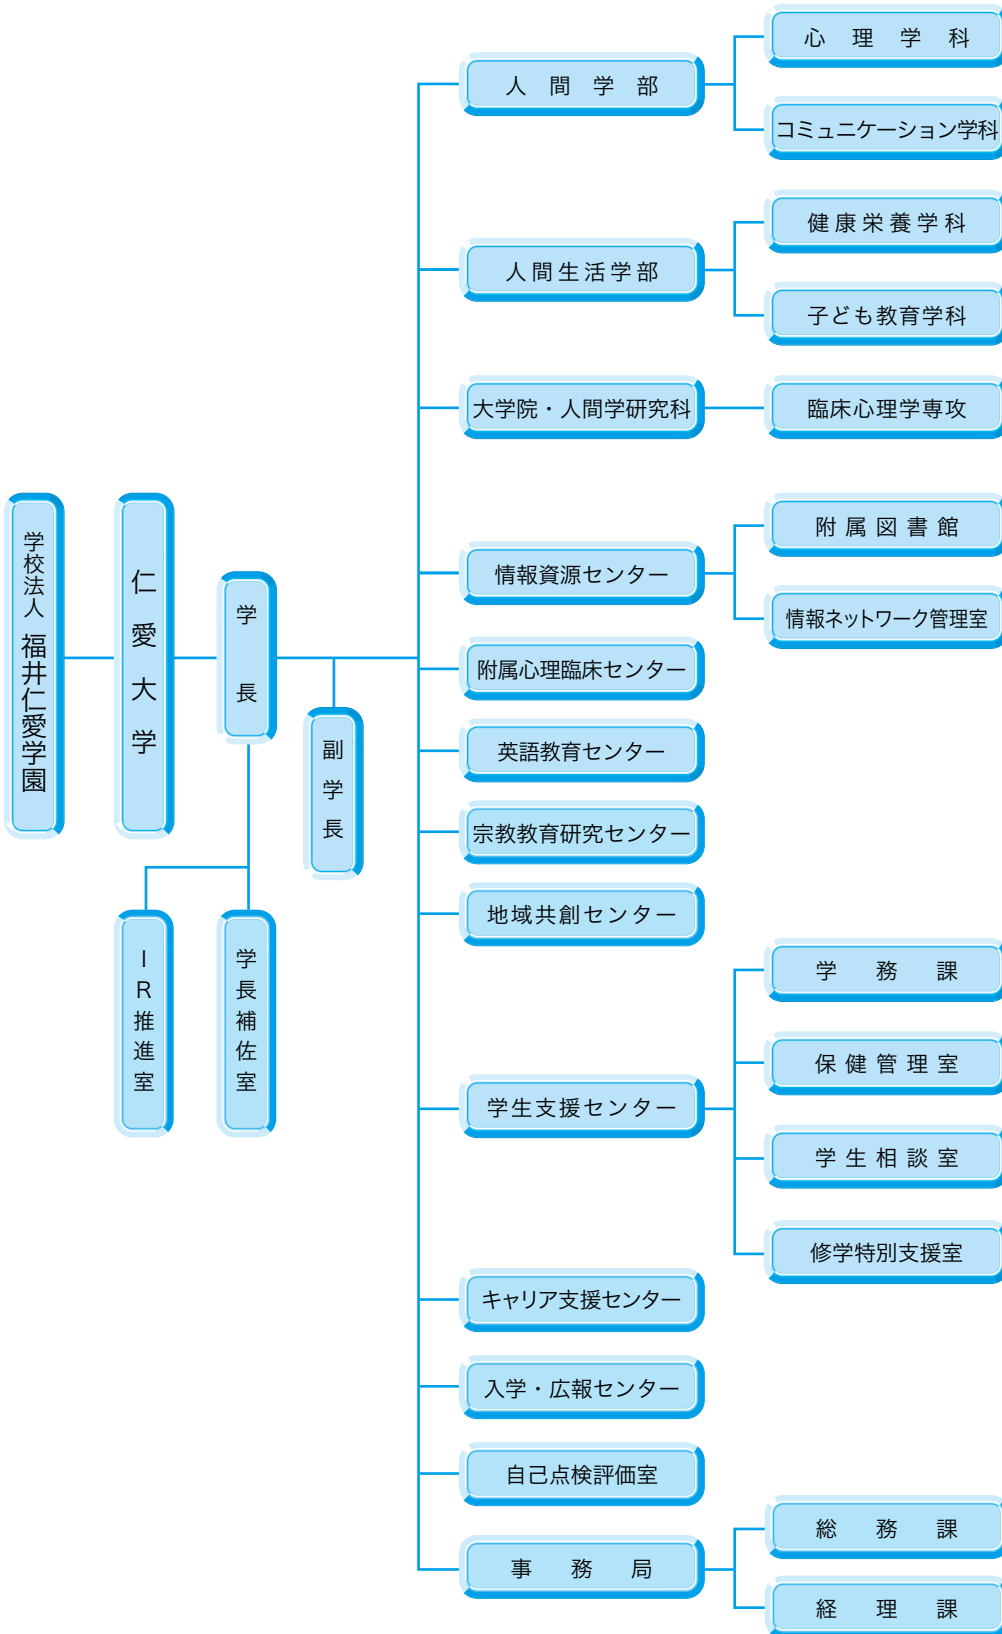 学校法人 福井仁愛学園
仁愛大学
学長
副学長
IR推進室
学長補佐室
人間学部
心理学科
コミュニケーション学科
人間生活学部
健康栄養学科
子ども教育学科
大学院・人間学研究科
臨床心理学専攻
情報資源センター
附属図書館
情報ネットワーク管理室
附属心理臨床センター
英語教育センター
宗教教育研究センター
地域共創センター
学生支援センター
学務課
保健管理室
学生相談室
修学特別支援室
キャリア支援センター
入学・広報センター
自己点検評価室
事務局
総務課
経理課